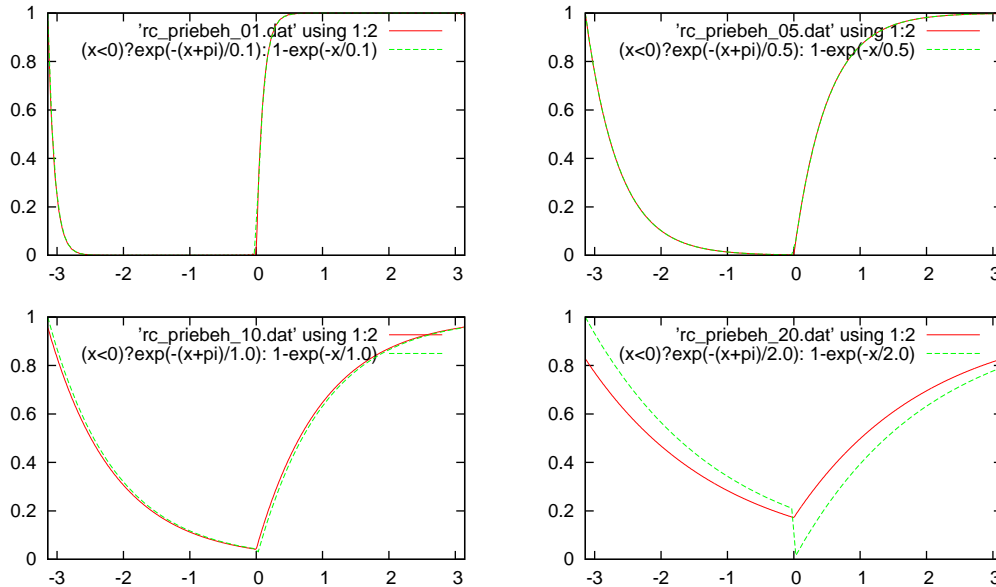 1
0.8
0.6
0.4
0.2
0
-3 -2 -1 0 1 2 3
'rc_priebeh_01.dat' using 1:2
(x<0)?exp(-(x+pi)/0.1): 1-exp(-x/0.1)
1
0.8
0.6
0.4
0.2
0
-3 -2 -1 0 1 2 3
'rc_priebeh_05.dat' using 1:2
(x<0)?exp(-(x+pi)/0.5): 1-exp(-x/0.5)
1
0.8
0.6
0.4
0.2
0
-3 -2 -1 0 1 2 3
'rc_priebeh_10.dat' using 1:2
(x<0)?exp(-(x+pi)/1.0): 1-exp(-x/1.0)
1
0.8
0.6
0.4
0.2
0
-3 -2 -1 0 1 2 3
'rc_priebeh_20.dat' using 1:2
(x<0)?exp(-(x+pi)/2.0): 1-exp(-x/2.0)